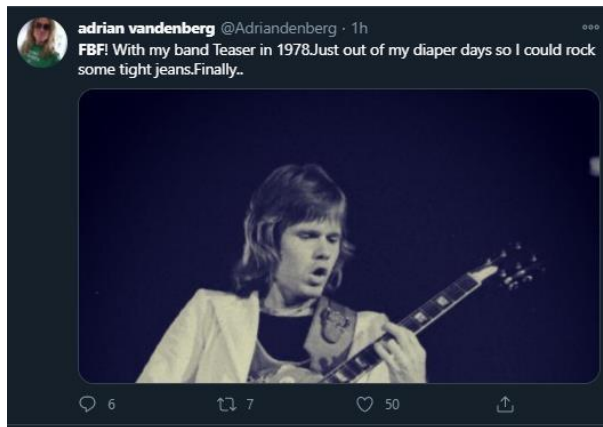 adrian vandenberg @Adriandenberg · 1h
FBF! With my band Teaser in 1978.Just out of my diaper days so I could rock
some tight jeans.Finally..
6 7 50